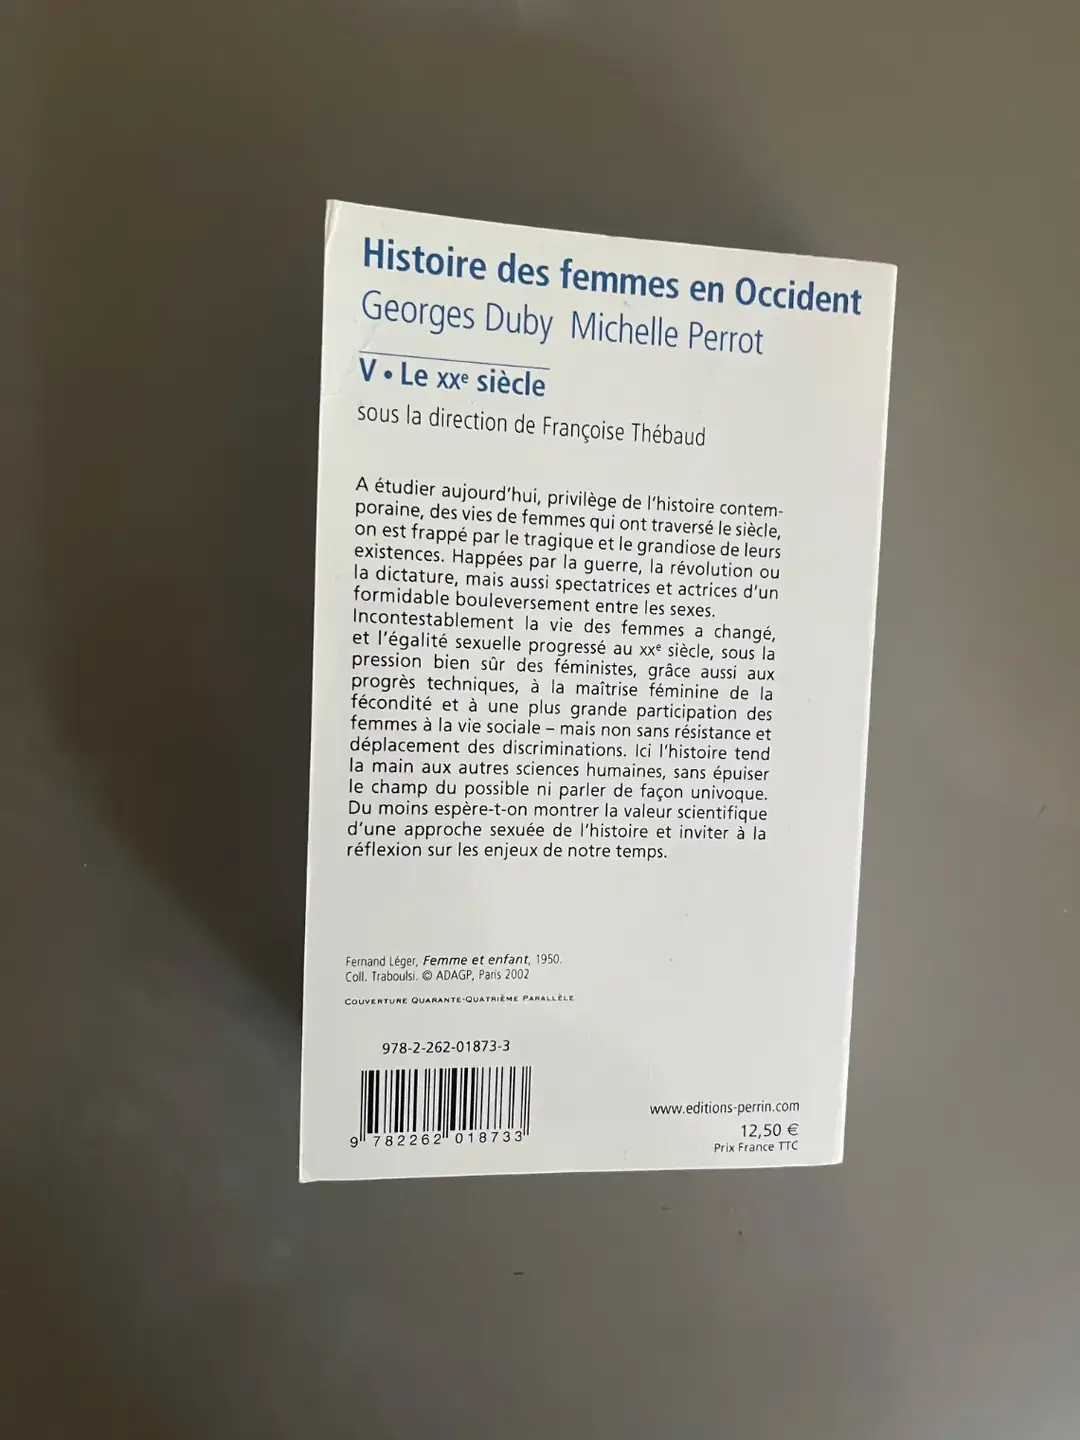 Histoire des femmes en Occident
Georges Duby Michelle Perrot
V • Le XXe siècle
sous la direction de Françoise Thébaud
A étudier aujourd'hui, privilège de l'histoire contem-
poraine, des vies de femmes qui ont traversé le siècle,
on est frappé par le tragique et le grandiose de leurs
existences. Happées par la guerre, la révolution ou
la dictature, mais aussi spectatrices et actrices d'un
formidable bouleversement entre les sexes.
Incontestablement la vie des femmes a changé,
et l'égalité sexuelle progressé au XXe siècle, sous la
pression bien sûr des féministes, grâce aussi aux
progrès techniques, à la maîtrise féminine de la
fécondité et à une plus grande participation des
femmes à la vie sociale – mais non sans résistance et
déplacement des discriminations. Ici l'histoire tend
la main aux autres sciences humaines, sans épuiser
le champ du possible ni parler de façon univoque.
Du moins espère-t-on montrer la valeur scientifique
d'une approche sexuée de l'histoire et inviter à la
réflexion sur les enjeux de notre temps.
Fernand Léger, Femme et enfant, 1950.
Coll. Traboulsi. © ADAGP, Paris 2002
COUVERTURE QUARANTE-QUATRIÈME PARALLÈLE
978-2-262-01873-3
9 782262 018733
www.editions-perrin.com
12,50 €
Prix France TTC